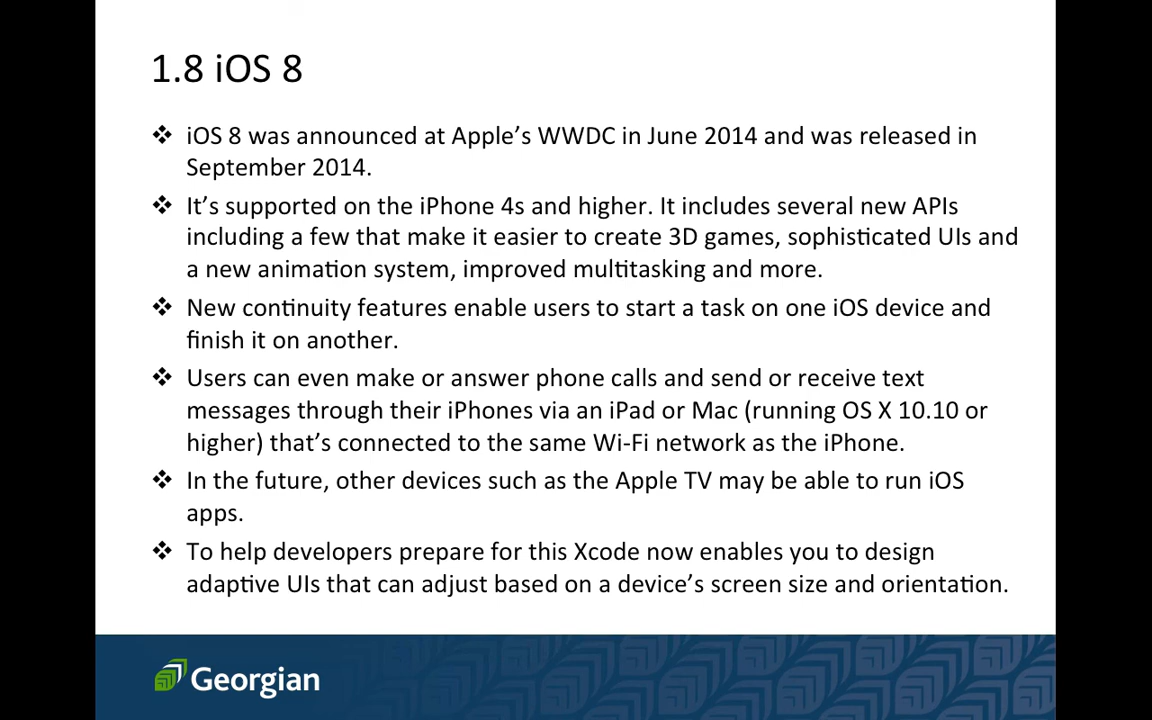 1.8 iOS 8
❖ iOS 8 was announced at Apple’s WWDC in June 2014 and was released in
September 2014.
❖ It’s supported on the iPhone 4s and higher. It includes several new APIs
including a few that make it easier to create 3D games, sophisticated UIs and
a new animation system, improved multitasking and more.
❖ New continuity features enable users to start a task on one iOS device and
finish it on another.
❖ Users can even make or answer phone calls and send or receive text
messages through their iPhones via an iPad or Mac (running OS X 10.10 or
higher) that’s connected to the same Wi-Fi network as the iPhone.
❖ In the future, other devices such as the Apple TV may be able to run iOS
apps.
❖ To help developers prepare for this Xcode now enables you to design
adaptive UIs that can adjust based on a device’s screen size and orientation.
Georgian